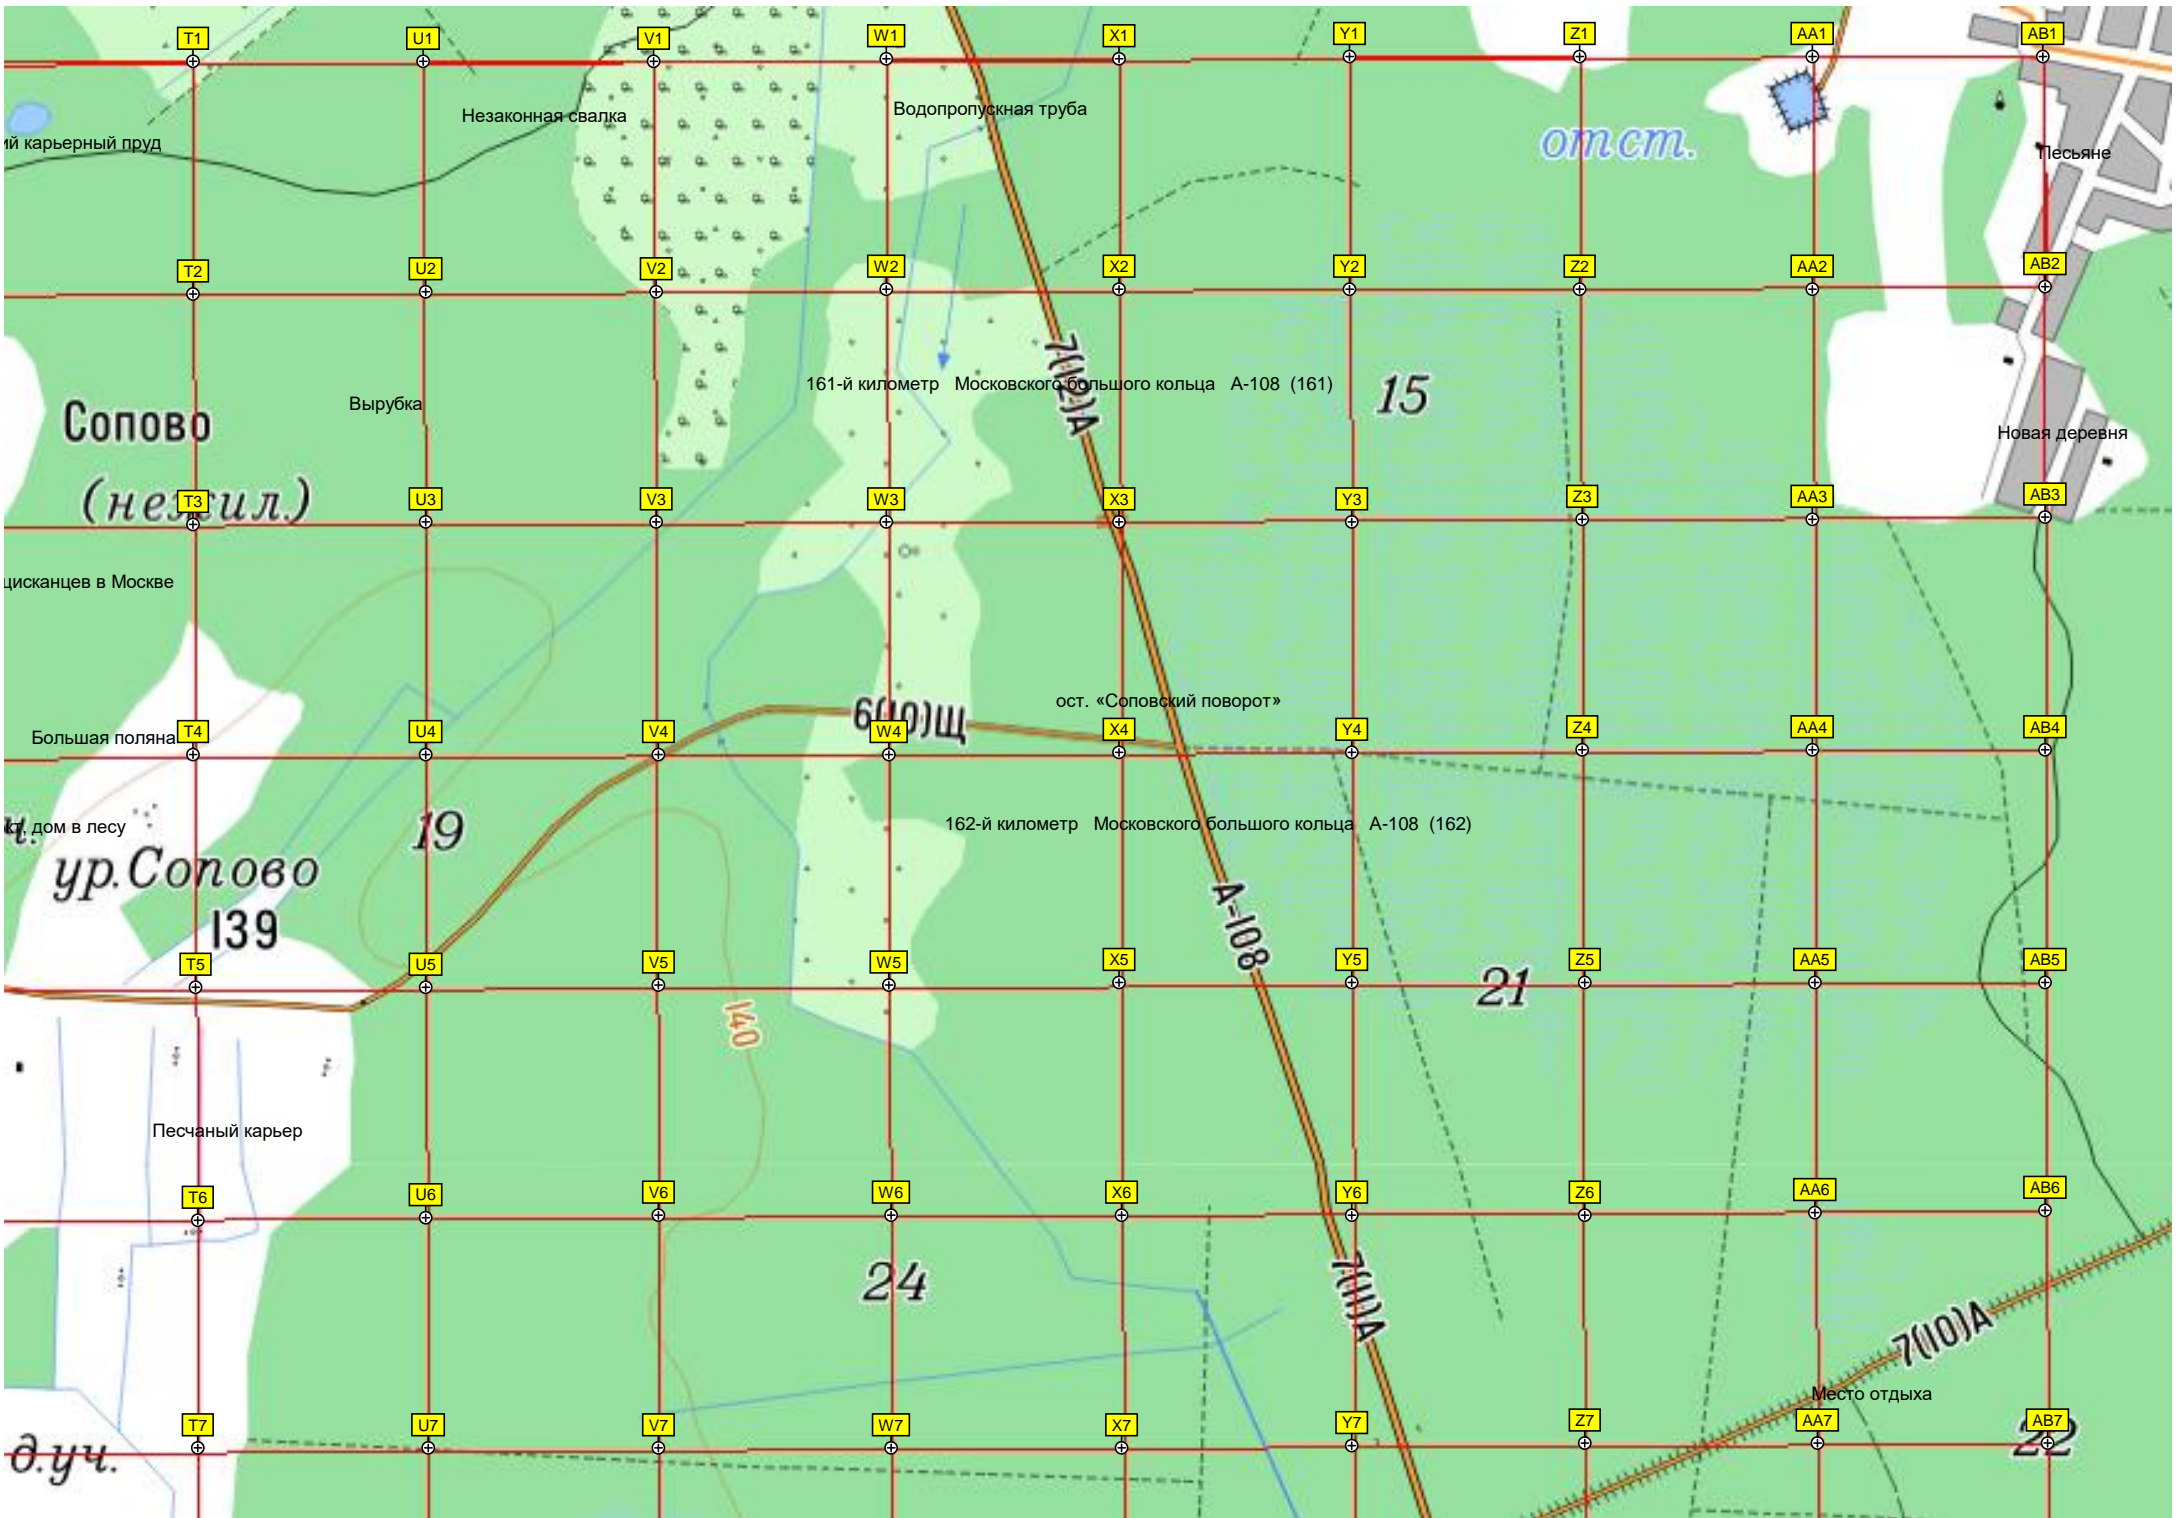 T1 U1 V1 W1 X1 Y1 Z1 AA1 AB1
Незаконная свалка
Водопропускная труба
ий карьерный пруд
отст.
Песьяне
T2 U2 V2 W2 X2 Y2 Z2 AA2 AB2
7(12)А
161-й километр Московского большого кольца А-108 (161)
15
Вырубка
Сопово
(нежил.)
Новая деревня
T3 U3 V3 W3 X3 Y3 Z3 AA3 AB3
цисканцев в Москве
ост. «Соповский поворот»
6(10)Щ
Большая поляна
T4 U4 V4 W4 X4 Y4 Z4 AA4 AB4
ч.
кт, дом в лесу
19
162-й километр Московского большого кольца А-108 (162)
ур.Сопово
139
А-108
T5 U5 V5 W5 X5 Y5 Z5 AA5 AB5
21
140
Песчаный карьер
T6 U6 V6 W6 X6 Y6 Z6 AA6 AB6
24
7(11)А
7(10)А
Место отдыха
T7 U7 V7 W7 X7 Y7 Z7 AA7 AB7
22
д.уч.